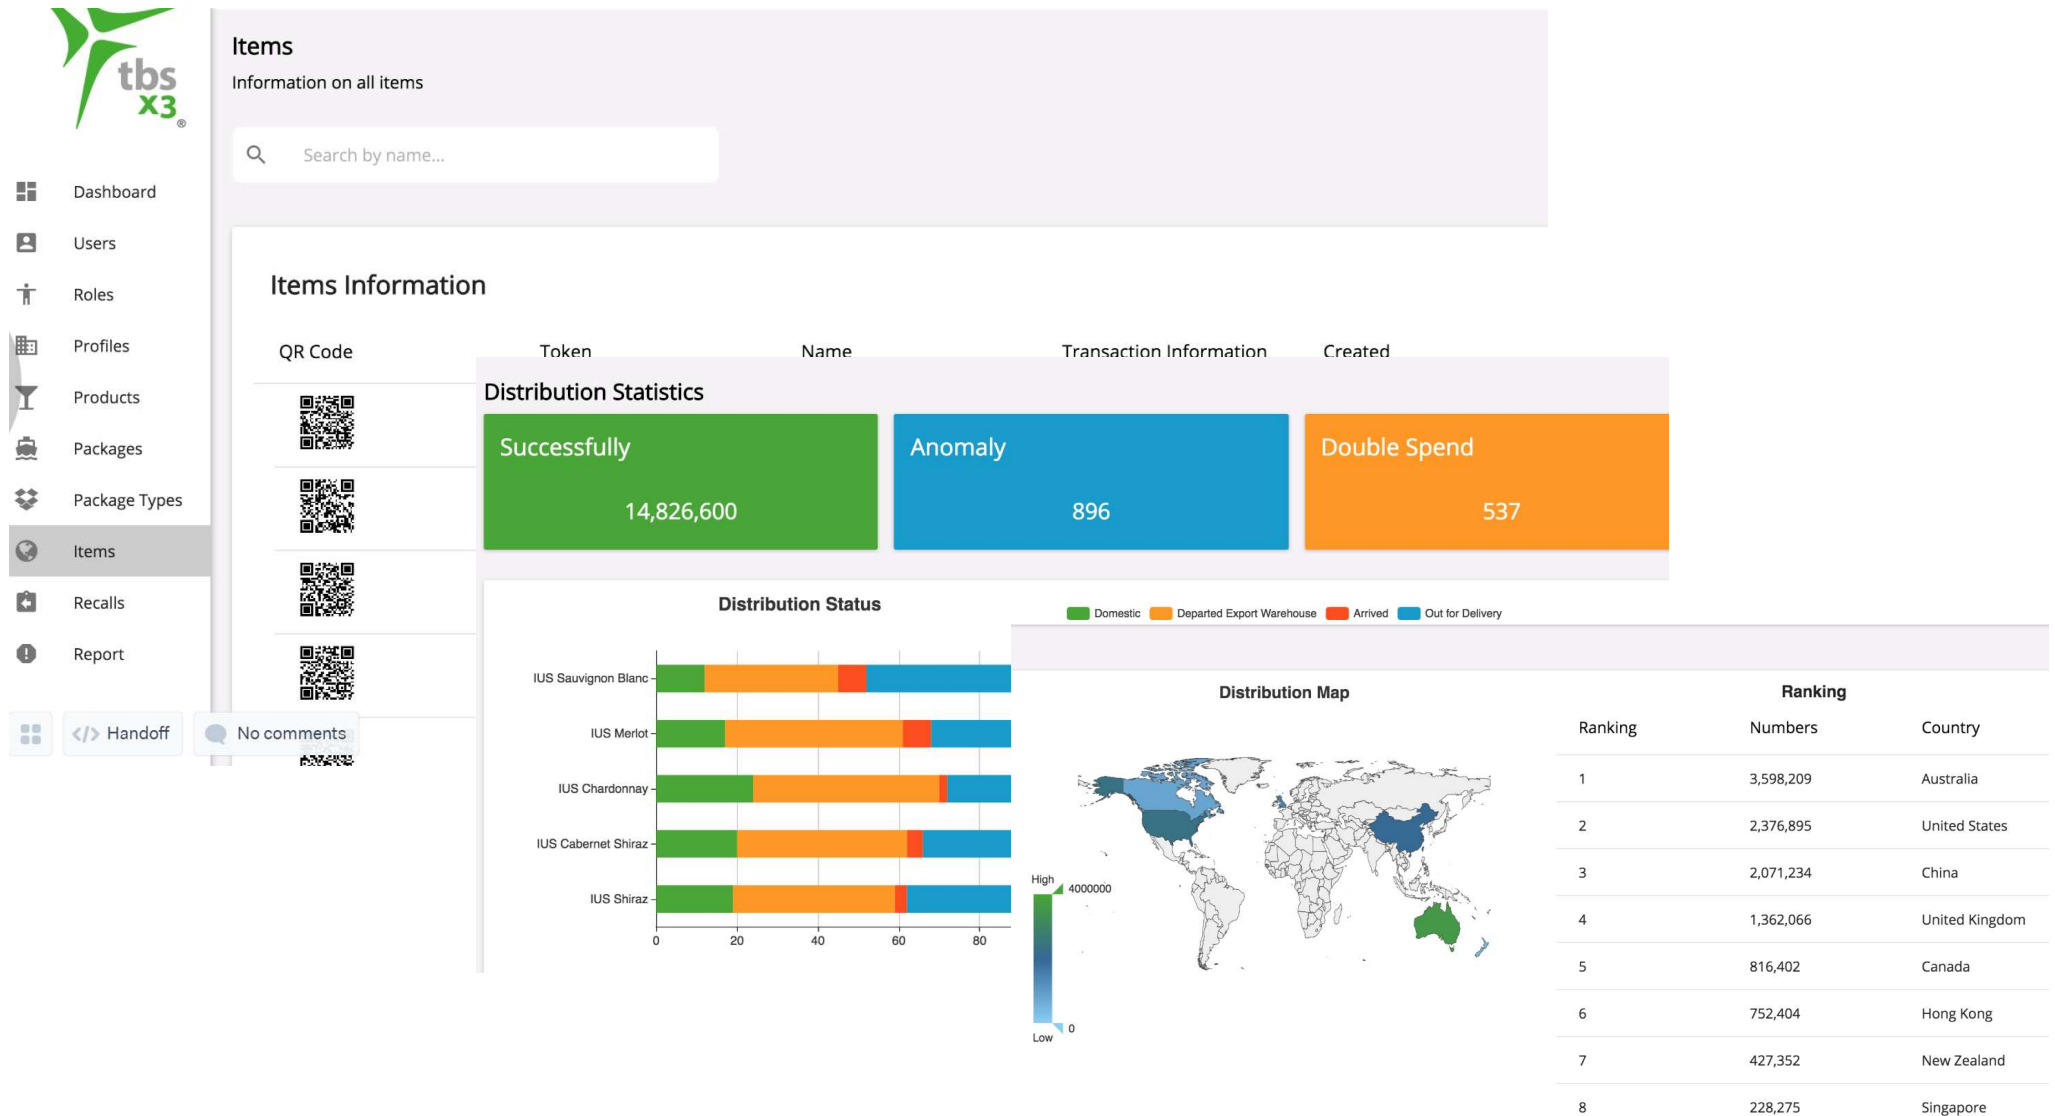 tbs
x3
®
Dashboard
Users
Roles
Profiles
Products
Packages
Package Types
Items
Recalls
Report
</> Handoff
No comments
Items
Information on all items
Search by name...
Items Information
QR Code Token Name Transaction Information Created
Distribution Statistics
Successfully
14,826,600
Anomaly
896
Double Spend
537
Distribution Status
Domestic Departed Export Warehouse Arrived Out for Delivery
IUS Sauvignon Blanc
IUS Merlot
IUS Chardonnay
IUS Cabernet Shiraz
IUS Shiraz
0 20 40 60 80
Distribution Map
High
4000000
0
Low
Ranking
Ranking Numbers Country
1 3,598,209 Australia
2 2,376,895 United States
3 2,071,234 China
4 1,362,066 United Kingdom
5 816,402 Canada
6 752,404 Hong Kong
7 427,352 New Zealand
8 228,275 Singapore